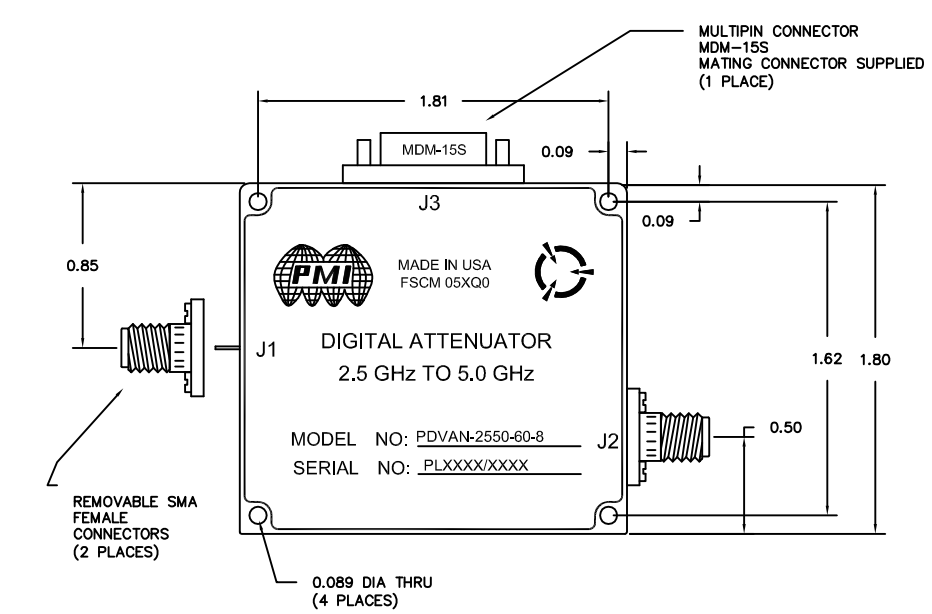 MULTIPIN CONNECTOR
MDM-15S
MATING CONNECTOR SUPPLIED
(1 PLACE)
1.81
MDM-15S
0.09
J3
0.09
0.85
PMI
MADE IN USA
FSCM 05XQ0
J1
DIGITAL ATTENUATOR
2.5 GHz TO 5.0 GHz
1.62
1.80
MODEL NO: PDVAN-2550-60-8
J2
0.50
SERIAL NO: PLXXXX/XXXX
REMOVABLE SMA
FEMALE
CONNECTORS
(2 PLACES)
0.089 DIA THRU
(4 PLACES)